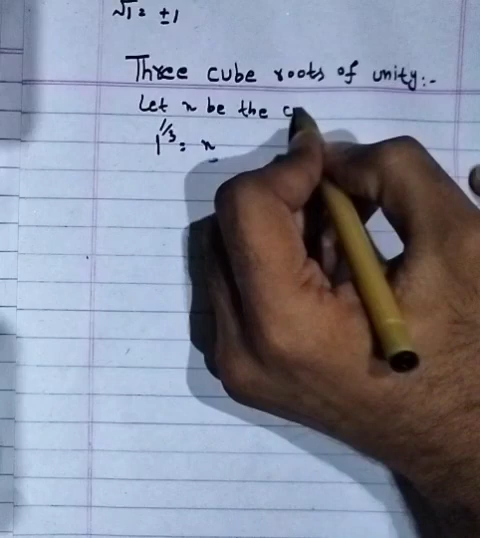 √1 = ±1
Three cube roots of unity:-
Let x be the c
1^1/3 = x